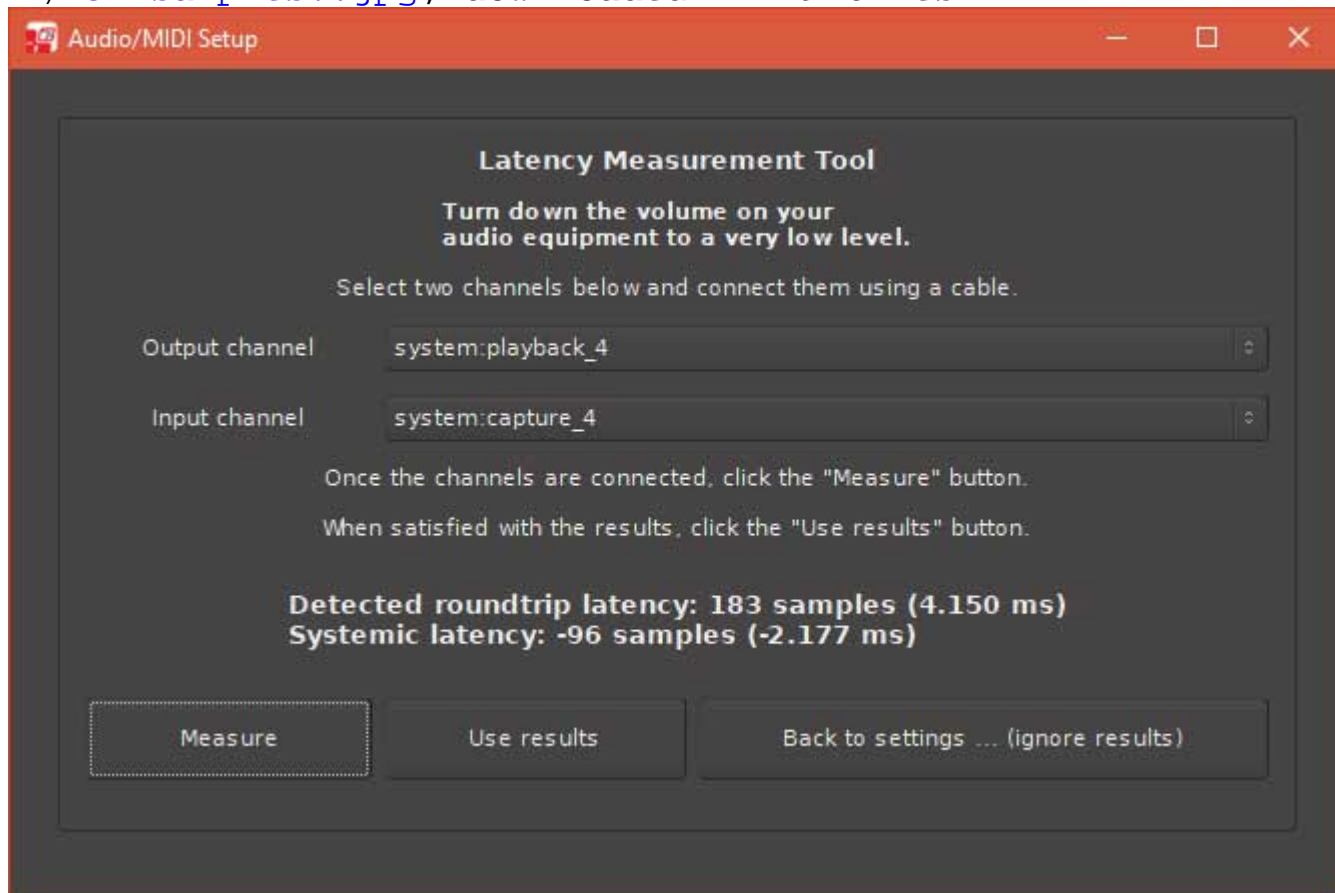 Audio/MIDI Setup
Latency Measurement Tool
Turn down the volume on your
audio equipment to a very low level.
Select two channels below and connect them using a cable.
Output channel system:playback_4
Input channel system:capture_4
Once the channels are connected, click the "Measure" button.
When satisfied with the results, click the "Use results" button.
Detected roundtrip latency: 183 samples (4.150 ms)
Systemic latency: -96 samples (-2.177 ms)
Measure Use results Back to settings ... (ignore results)